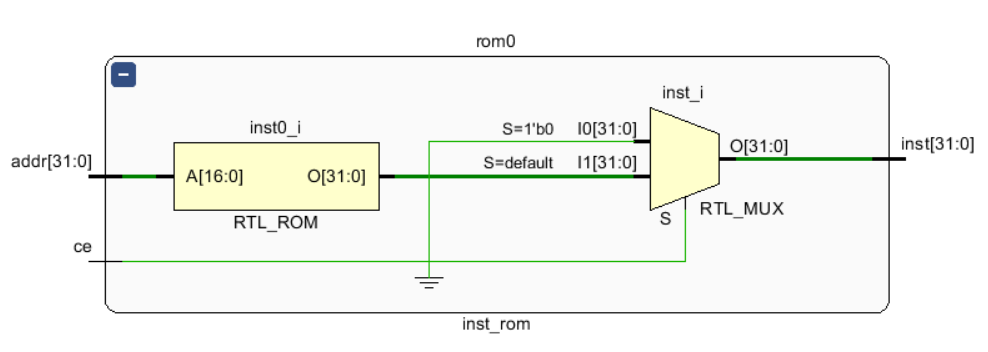 rom0
inst_i
inst0_i
S=1'b0 I0[31:0]
addr[31:0]
A[16:0] O[31:0]
S=default I1[31:0]
O[31:0]
inst[31:0]
RTL_ROM
S
RTL_MUX
ce
inst_rom